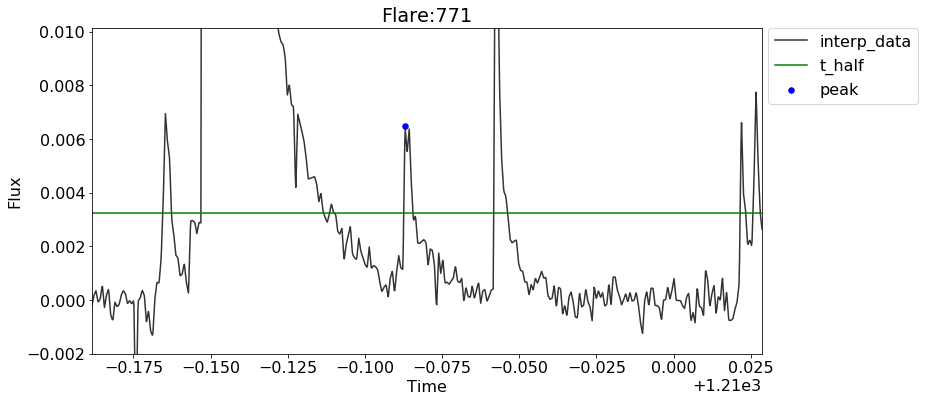 Flare:771
interp_data
t_half
peak
0.010
0.008
0.006
0.004
0.002
0.000
−0.002
Flux
−0.175
−0.150
−0.125
−0.100
−0.075
−0.050
−0.025
0.000
0.025
Time
+1.21e3